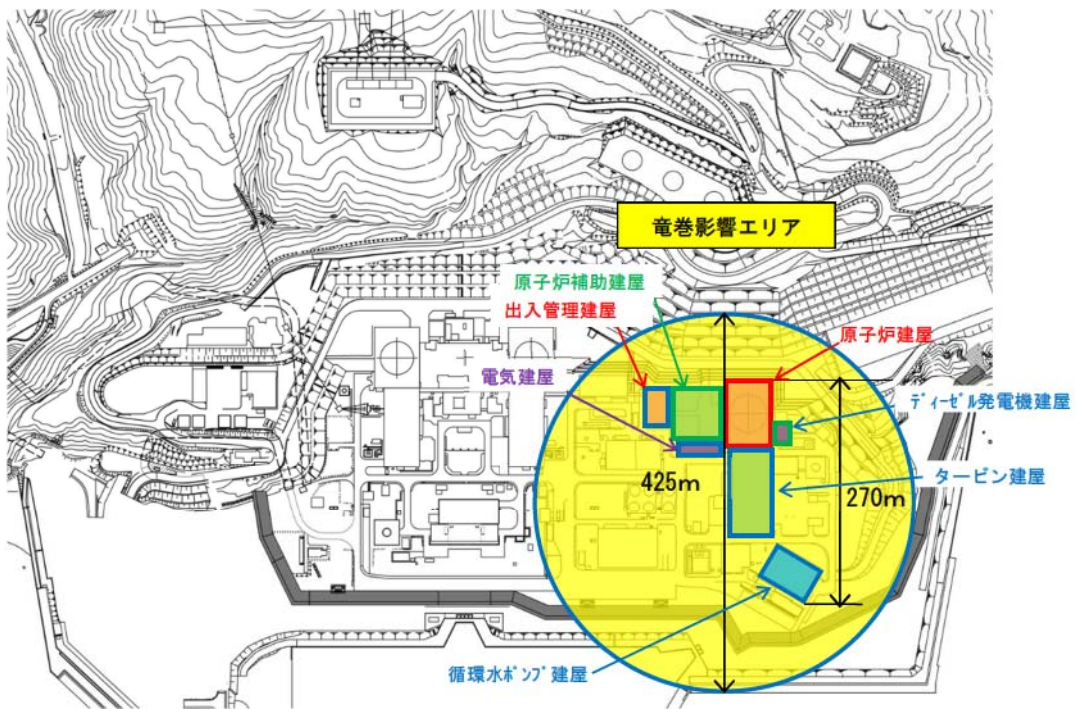 竜巻影響エリア
原子炉補助建屋
出入管理建屋
原子炉建屋
電気建屋
ディーゼル発電機建屋
425m
タービン建屋
270m
循環水ポンプ建屋